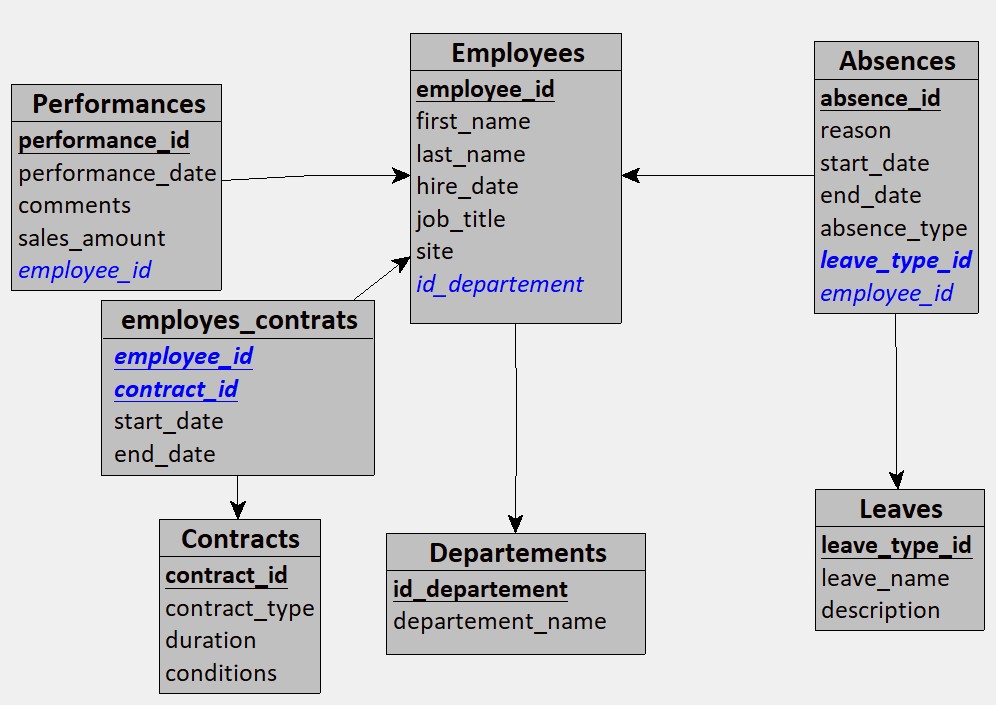 Performances
performance_id
performance_date
comments
sales_amount
employee_id
Employees
employee_id
first_name
last_name
hire_date
job_title
site
id_departement
Absences
absence_id
reason
start_date
end_date
absence_type
leave_type_id
employee_id
employes_contrats
employee_id
contract_id
start_date
end_date
Contracts
contract_id
contract_type
duration
conditions
Departements
id_departement
departement_name
Leaves
leave_type_id
leave_name
description